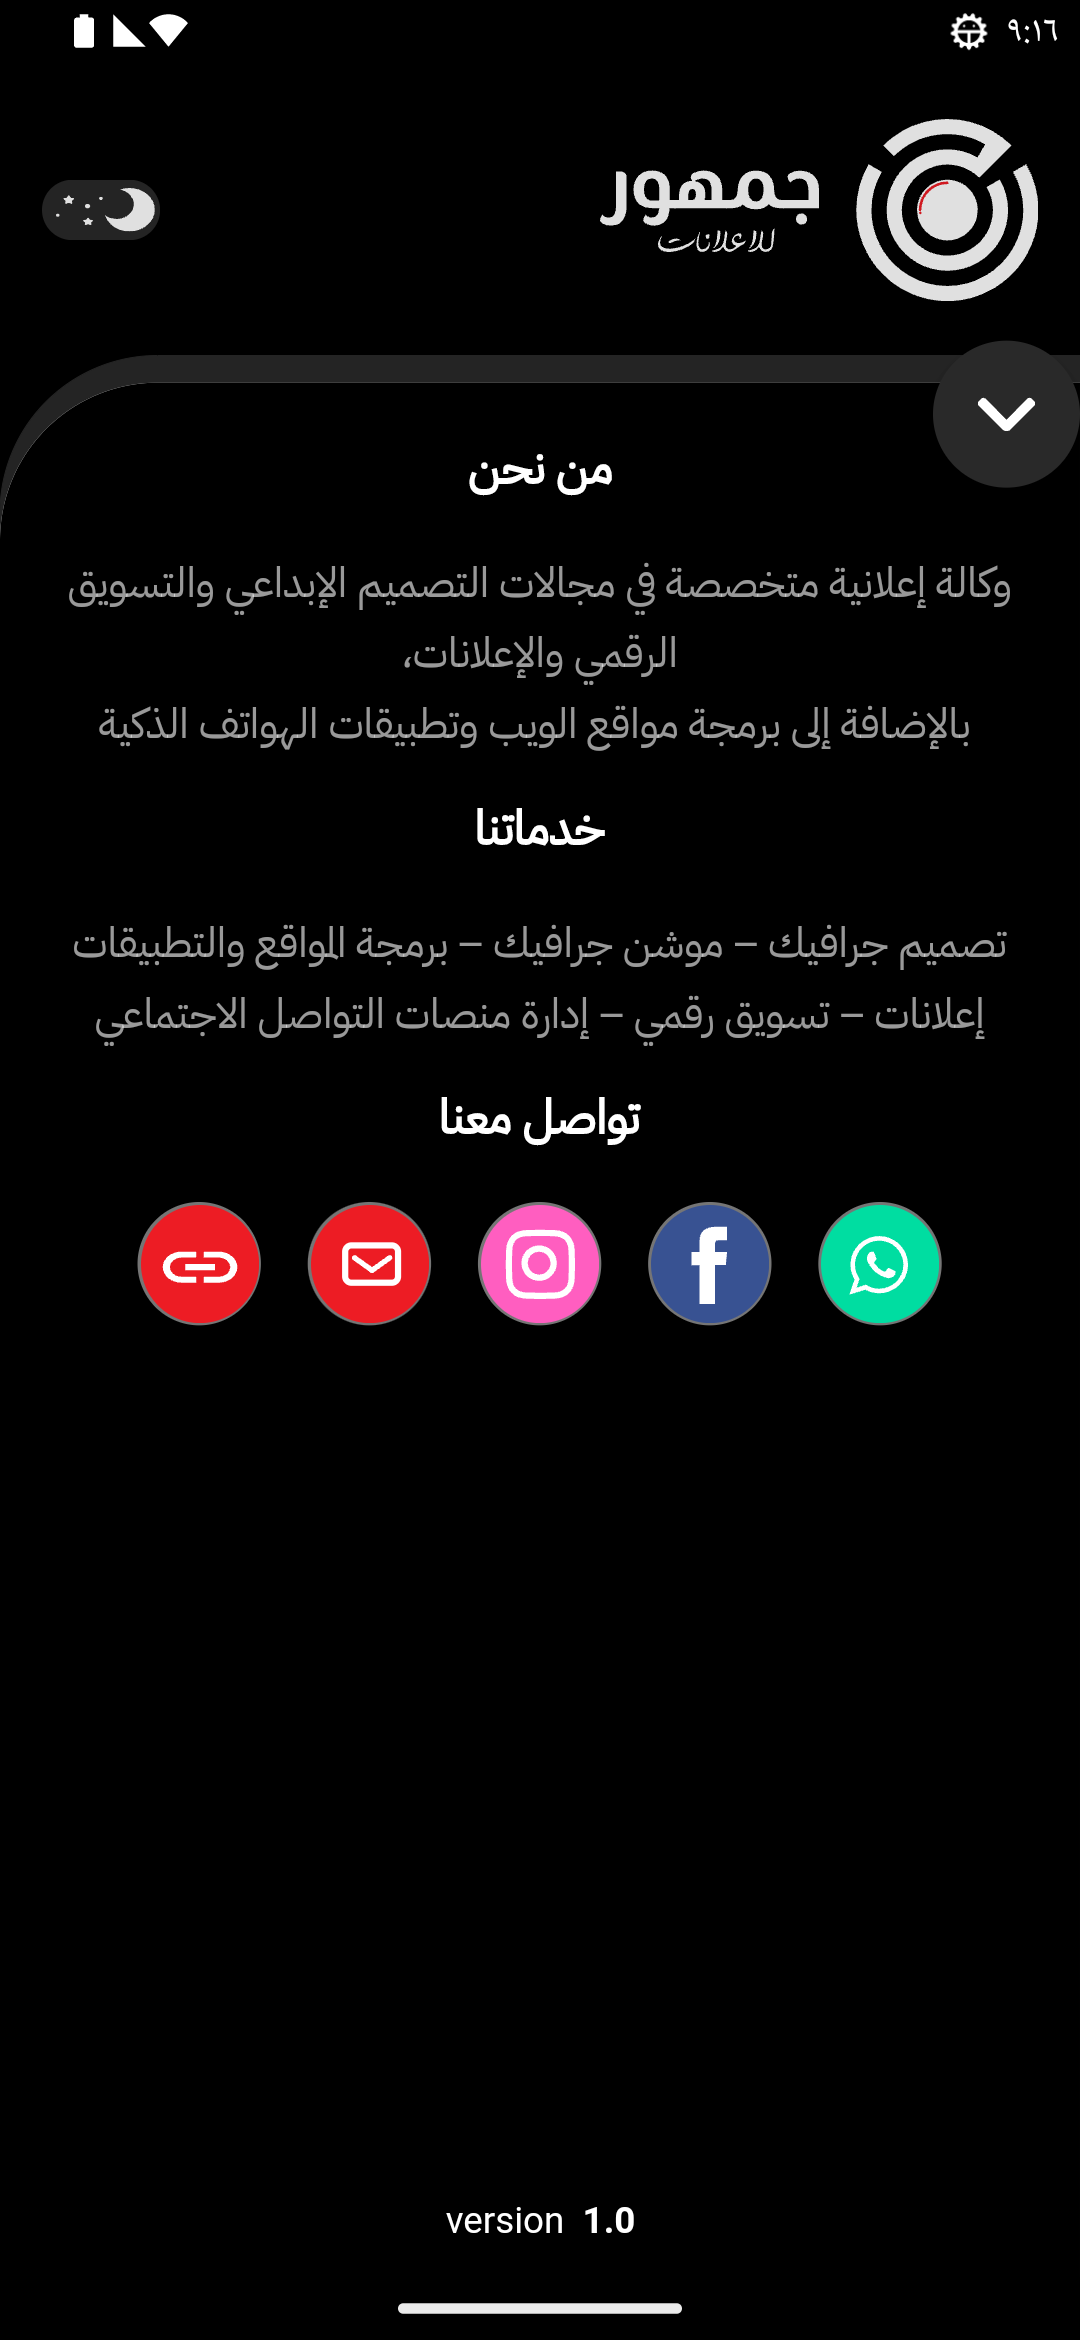 ٩:١٦
جمهور
للاعلانات
من نحن
وكالة إعلانية متخصصة في مجالات التصميم الإبداعي والتسويق
الرقمي والإعلانات،
بالإضافة إلى برمجة مواقع الويب وتطبيقات الهواتف الذكية
خدماتنا
تصميم جرافيك – موشن جرافيك – برمجة المواقع والتطبيقات
إعلانات – تسويق رقمي – إدارة منصات التواصل الاجتماعي
تواصل معنا
version 1.0